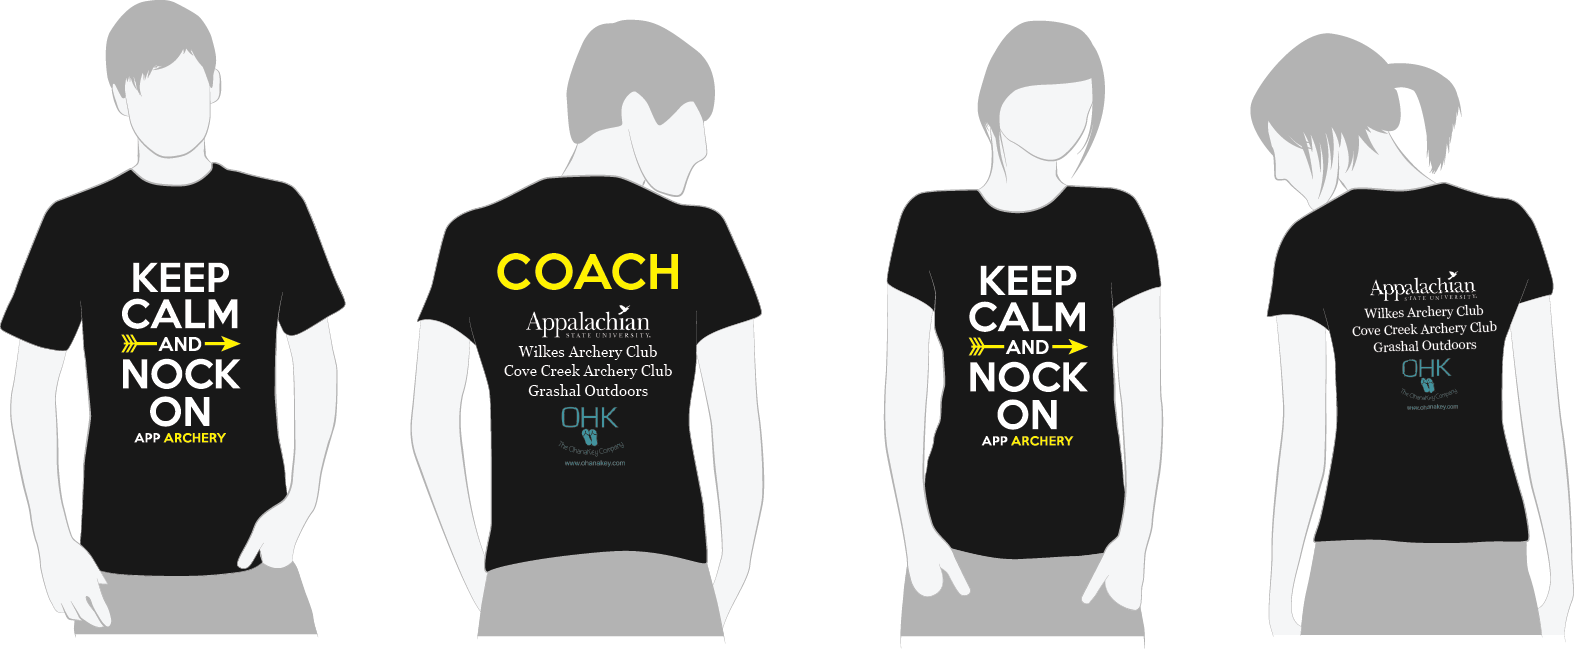 KEEP
CALM
AND
NOCK
ON
APP ARCHERY
COACH
Appalachian
STATE UNIVERSITY.
Wilkes Archery Club
Cove Creek Archery Club
Grashal Outdoors
OHK
The OhanaKey Company
www.ohanakey.com
KEEP
CALM
AND
NOCK
ON
APP ARCHERY
Appalachian
STATE UNIVERSITY.
Wilkes Archery Club
Cove Creek Archery Club
Grashal Outdoors
OHK
The OhanaKey Company
www.ohanakey.com